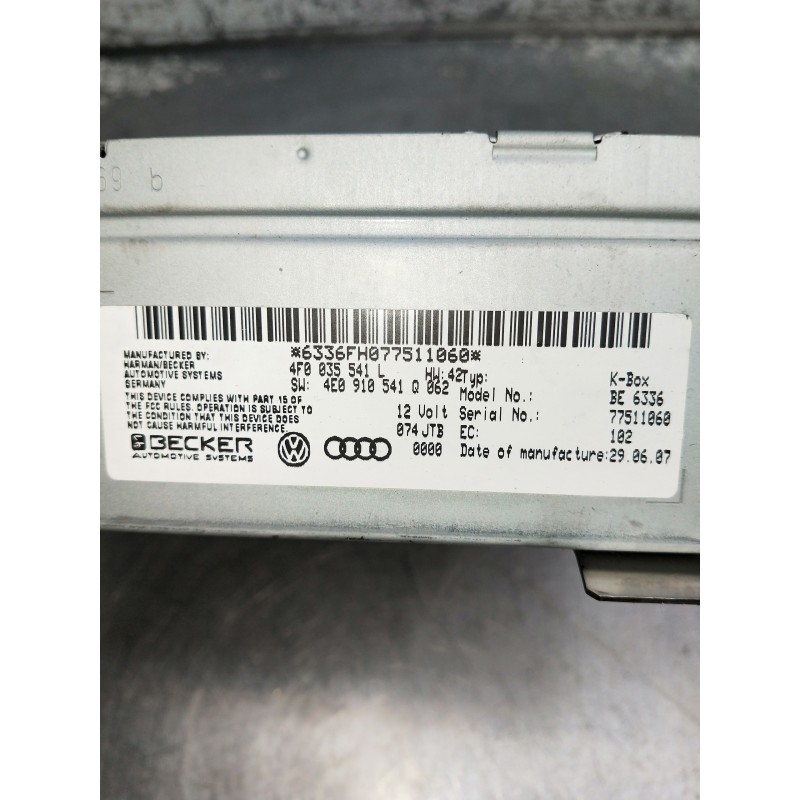 *6336FH077511060*
MANUFACTURED BY:
HARMAN/BECKER
AUTOMOTIVE SYSTEMS
GERMANY
4F0 035 541 L HW:42
SW: 4E0 910 541 Q 062
Typ: K-Box
Model No.: BE 6336
Serial No.: 77511060
EC: 102
Date of manufacture:29.06.07
THIS DEVICE COMPLIES WITH PART 15 OF
THE FCC RULES. OPERATION IS SUBJECT TO
THE CONDITION THAT THIS DEVICE DOES
NOT CAUSE HARMFUL INTERFERENCE.
12 Volt
074 JTB
0000
BECKER
AUTOMOTIVE SYSTEMS
VW